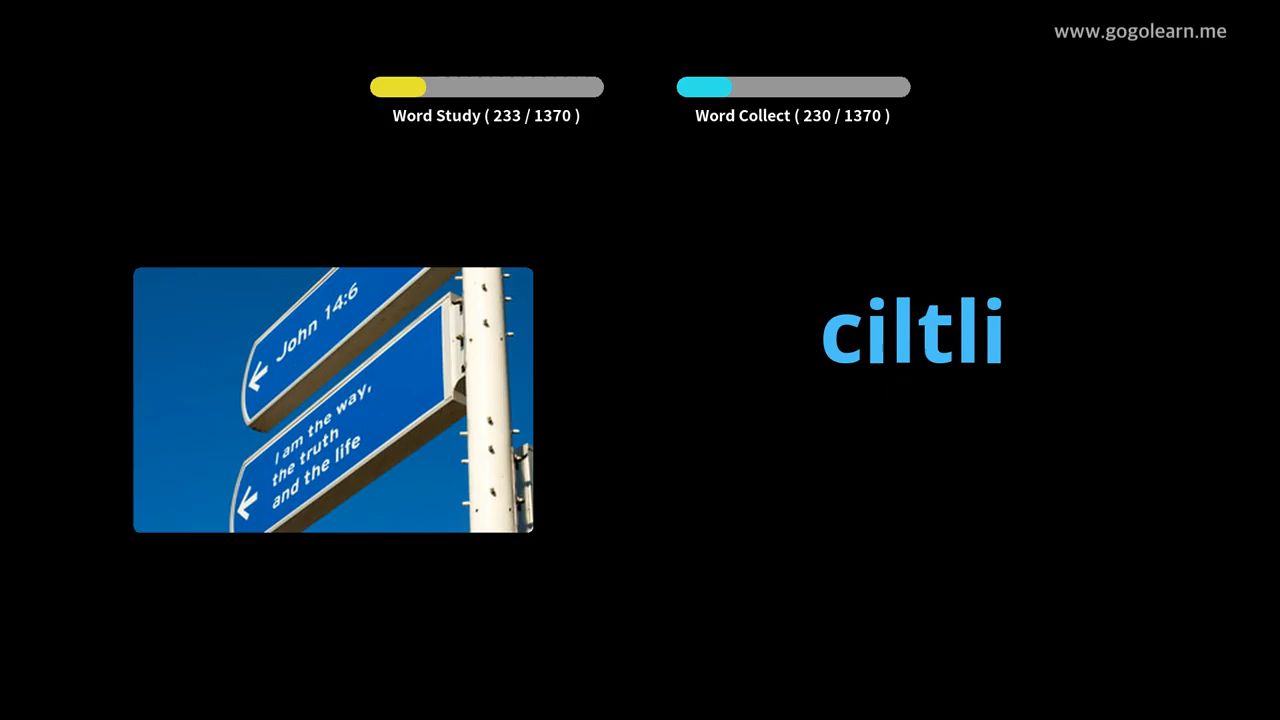 www.gogolearn.me
Word Study ( 233 / 1370 )
Word Collect ( 230 / 1370 )
John 14:6
I am the way,
the truth
and the life
ciltli